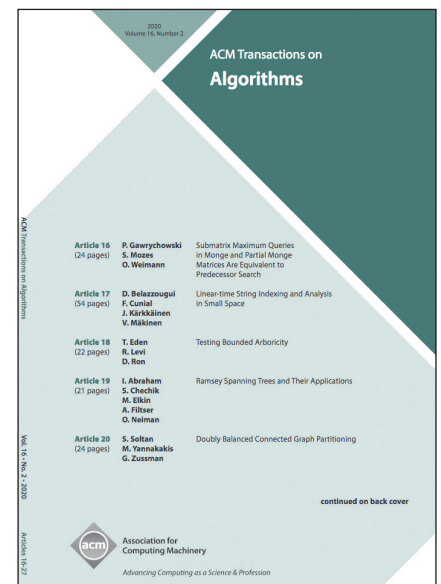 2020
Volume 16, Number 2
ACM Transactions on
Algorithms
ACM Transactions on Algorithms
Article 16 P. Gawrychowski Submatrix Maximum Queries
(24 pages) S. Mozes in Monge and Partial Monge
O. Weimann Matrices Are Equivalent to
Predecessor Search
Article 17 D. Belazzougui Linear-time String Indexing and Analysis
(54 pages) F. Cunial in Small Space
J. Kärkkäinen
V. Mäkinen
Article 18 T. Eden Testing Bounded Arboricity
(22 pages) R. Levi
D. Ron
Article 19 I. Abraham Ramsey Spanning Trees and Their Applications
(21 pages) S. Chechik
M. Elkin
A. Filtser
O. Neiman
Article 20 S. Soltan Doubly Balanced Connected Graph Partitioning
(24 pages) M. Yannakakis
G. Zussman
Vol. 16 • No. 2 • 2020
continued on back cover
Articles 16-27
acm
Association for
Computing Machinery
Advancing Computing as a Science & Profession